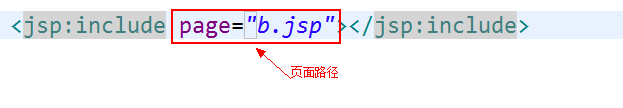 <jsp:include page="b.jsp"></jsp:include>
页面路径